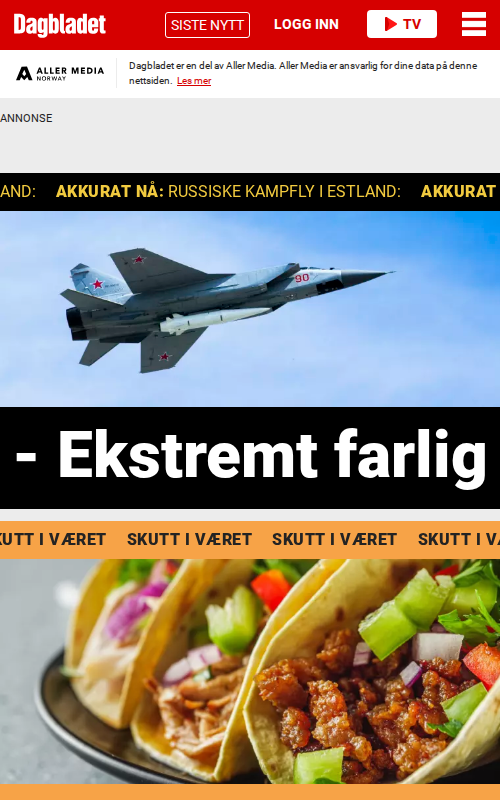 Dagbladet
SISTE NYTT
LOGG INN
TV
ALLER MEDIA
NORWAY
Dagbladet er en del av Aller Media. Aller Media er ansvarlig for dine data på denne
nettsiden. Les mer
ANNONSE
AND: AKKURAT NÅ: RUSSISKE KAMPFLY I ESTLAND: AKKURAT
90
- Ekstremt farlig
KUTT I VÆRET SKUTT I VÆRET SKUTT I VÆRET SKUTT I VÆ